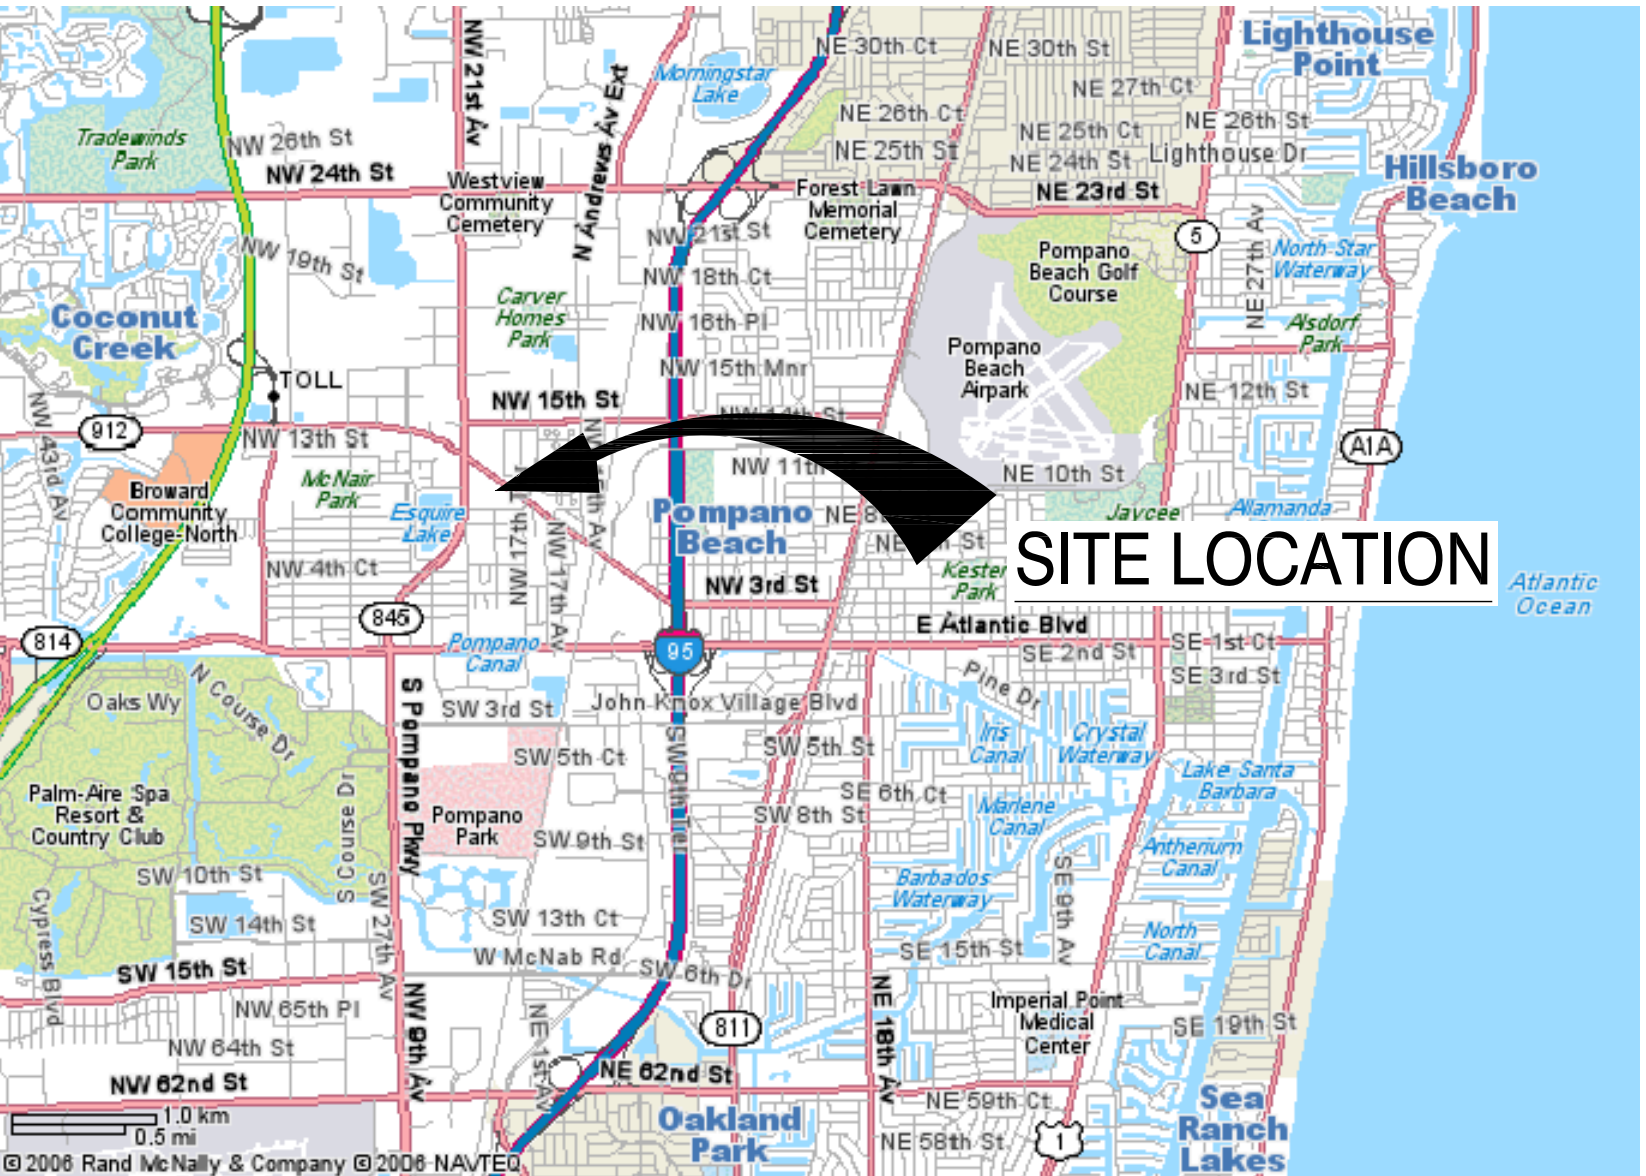 NE 30th Ct
NE 30th St
Lighthouse
Point
NW 21st Av
N Andrews Av Ext
Morningstar
Lake
NE 27th Ct
NE 26th Ct
NE 26th St
NE 25th Ct
Tradewinds
Park
NW 26th St
NE 25th St
NE 24th St
Lighthouse Dr
NW 24th St
Westview
Community
Cemetery
Forest Lawn
Memorial
Cemetery
NE 23rd St
Hillsboro
Beach
NW 21st St
5
NE 27th Av
North Star
Waterway
NW 19th St
Pompano
Beach Golf
Course
NW 18th Ct
Carver
Homes
Park
Coconut
Creek
NW 16th Pl
Alsdorf
Park
Pompano
Beach
Airpark
NW 15th Mnr
TOLL
NW 15th St
NE 12th St
NW 43rd Av
912
NW 13th St
A1A
NW 11th
NE 10th St
Broward
Community
College-North
McNair
Park
Esquire
Lake
Pompano
Beach
Jaycee
Allamanda
SITE LOCATION
NW 17th
NW 17th Av
NW 4th Ct
NW 3rd St
Kester
Park
Atlantic
Ocean
845
E Atlantic Blvd
814
Pompano
Canal
95
SE 1st Ct
SE 2nd St
SE 3rd St
Pine Dr
Oaks Wy
N Course Dr
S Pompano Pkwy
SW 3rd St
John Knox Village Blvd
Iris
Canal
Crystal
Waterway
SW 5th Ct
SW 5th St
SW 9th Ter
Lake Santa
Barbara
Palm-Aire Spa
Resort &
Country Club
S Course Dr
Pompano
Park
SE 6th Ct
SW 8th St
Marlene
Canal
SW 9th St
Antherium
Canal
SW 10th St
Barbados
Waterway
SE 9th Av
Cypress Blvd
SW 14th St
SW 27th Av
SW 13th Ct
North
Canal
W McNab Rd
SE 15th St
SW 15th St
SW 6th Dr
NW 65th Pl
NW 9th Av
NE 1st Av
811
NE 18th Av
Imperial Point
Medical
Center
SE 19th St
NW 64th St
NW 62nd St
NE 62nd St
NE 59th Ct
Sea
Ranch
Lakes
Oakland
Park
NE 58th St
1
1.0 km
0.5 mi
©2006 Rand McNally & Company ©2006 NAVTEQ